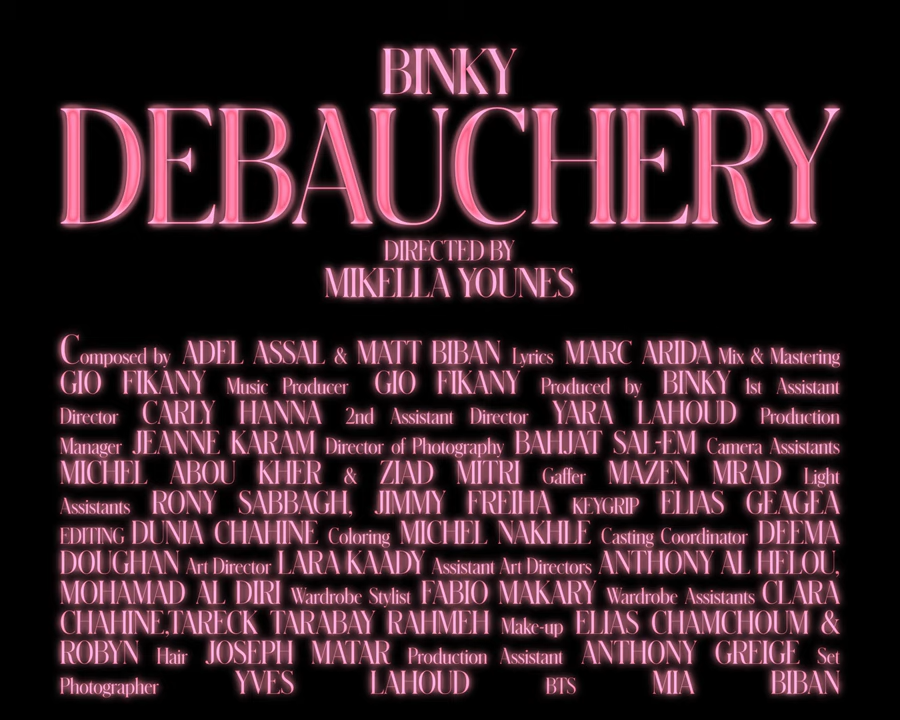 BINKY
DEBAUCHERY
DIRECTED BY
MIKELLA YOUNES
Composed by ADEL ASSAL & MATT BIBAN Lyrics MARC ARIDA Mix & Mastering
GIO FIKANY Music Producer GIO FIKANY Produced by BINKY 1st Assistant
Director CARLY HANNA 2nd Assistant Director YARA LAHOUD Production
Manager JEANNE KARAM Director of Photography BAHJAT SAL-EM Camera Assistants
MICHEL ABOU KHER & ZIAD MITRI Gaffer MAZEN MRAD Light
Assistants RONY SABBAGH, JIMMY FREIHA KEYGRIP ELIAS GEAGEA
EDITING DUNIA CHAHINE Coloring MICHEL NAKHLE Casting Coordinator DEEMA
DOUGHAN Art Director LARA KAADY Assistant Art Directors ANTHONY AL HELOU,
MOHAMAD AL DIRI Wardrobe Stylist FABIO MAKARY Wardrobe Assistants CLARA
CHAHINE,TARECK TARABAY RAHMEH Make-up ELIAS CHAMCHOUM &
ROBYN Hair JOSEPH MATAR Production Assistant ANTHONY GREIGE Set
Photographer YVES LAHOUD BTS MIA BIBAN